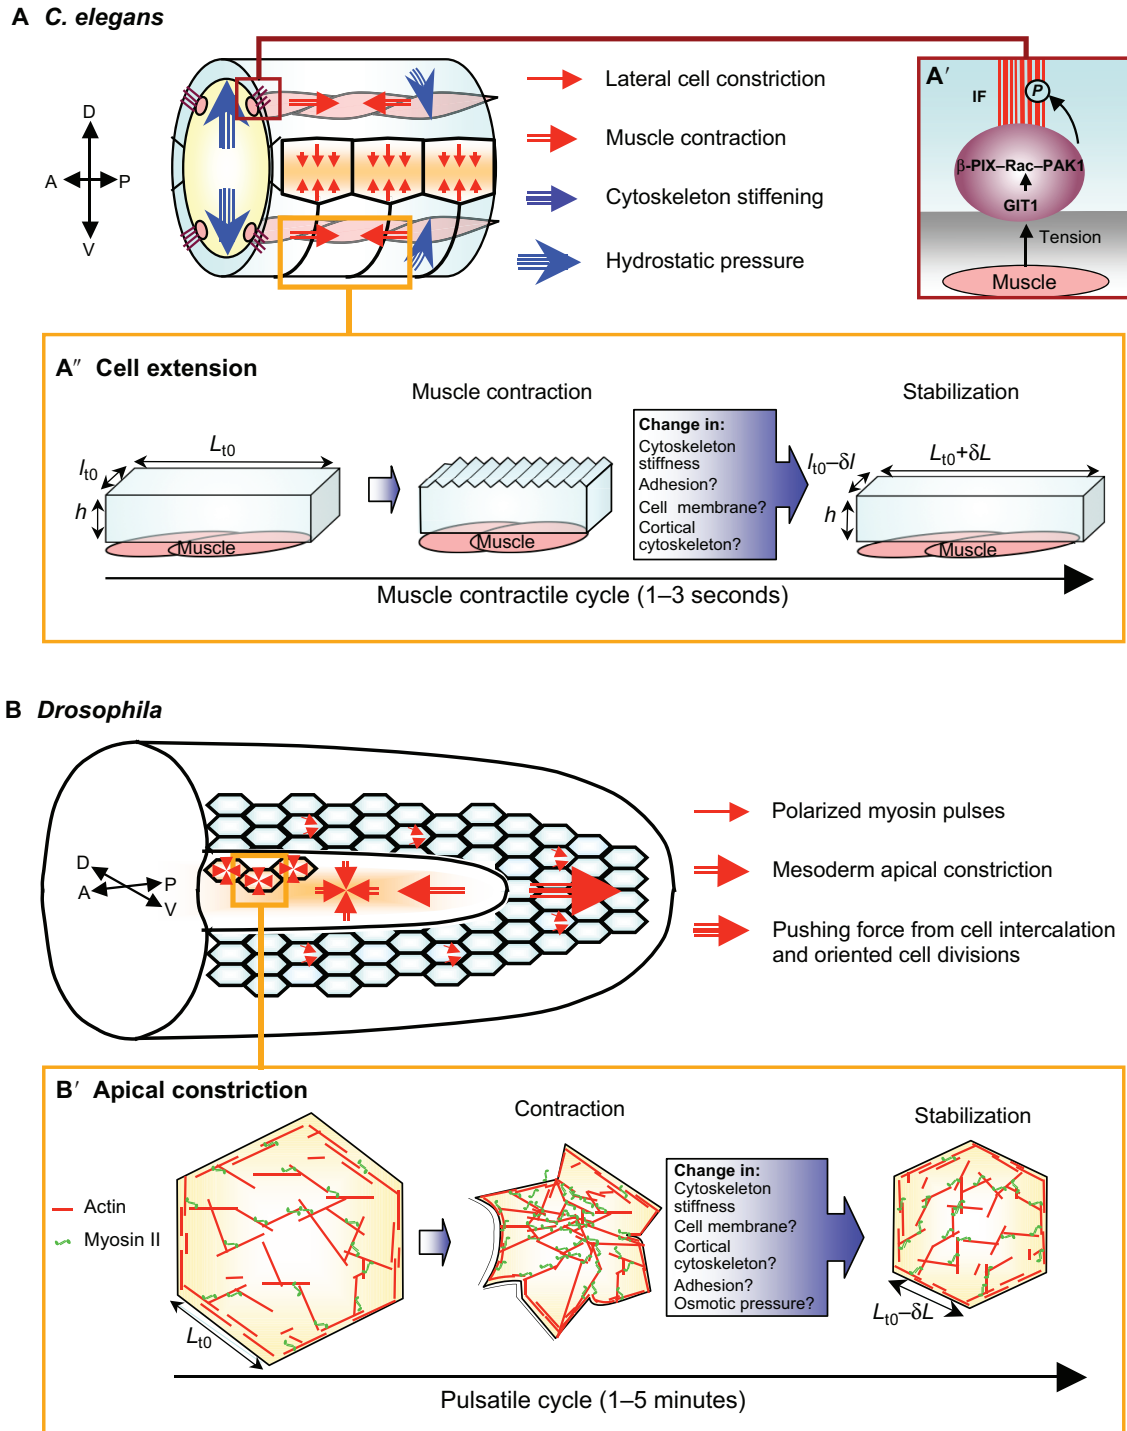 A C. elegans
D
A P
V
Lateral cell constriction
Muscle contraction
Cytoskeleton stiffening
Hydrostatic pressure
A′
IF
P
β-PIX–Rac–PAK1
GIT1
Tension
Muscle
A″ Cell extension
Muscle contraction
Stabilization
Lt0
lt0
h
Muscle
Muscle
Change in:
Cytoskeleton
stiffness
Adhesion?
Cell membrane?
Cortical
cytoskeleton?
lt0–δl
Lt0+δL
h
Muscle
Muscle contractile cycle (1–3 seconds)
B Drosophila
D
A P
V
Polarized myosin pulses
Mesoderm apical constriction
Pushing force from cell intercalation
and oriented cell divisions
B′ Apical constriction
Contraction
Stabilization
Actin
Myosin II
Lt0
Change in:
Cytoskeleton
stiffness
Cell membrane?
Cortical
cytoskeleton?
Adhesion?
Osmotic pressure?
Lt0–δL
Pulsatile cycle (1–5 minutes)